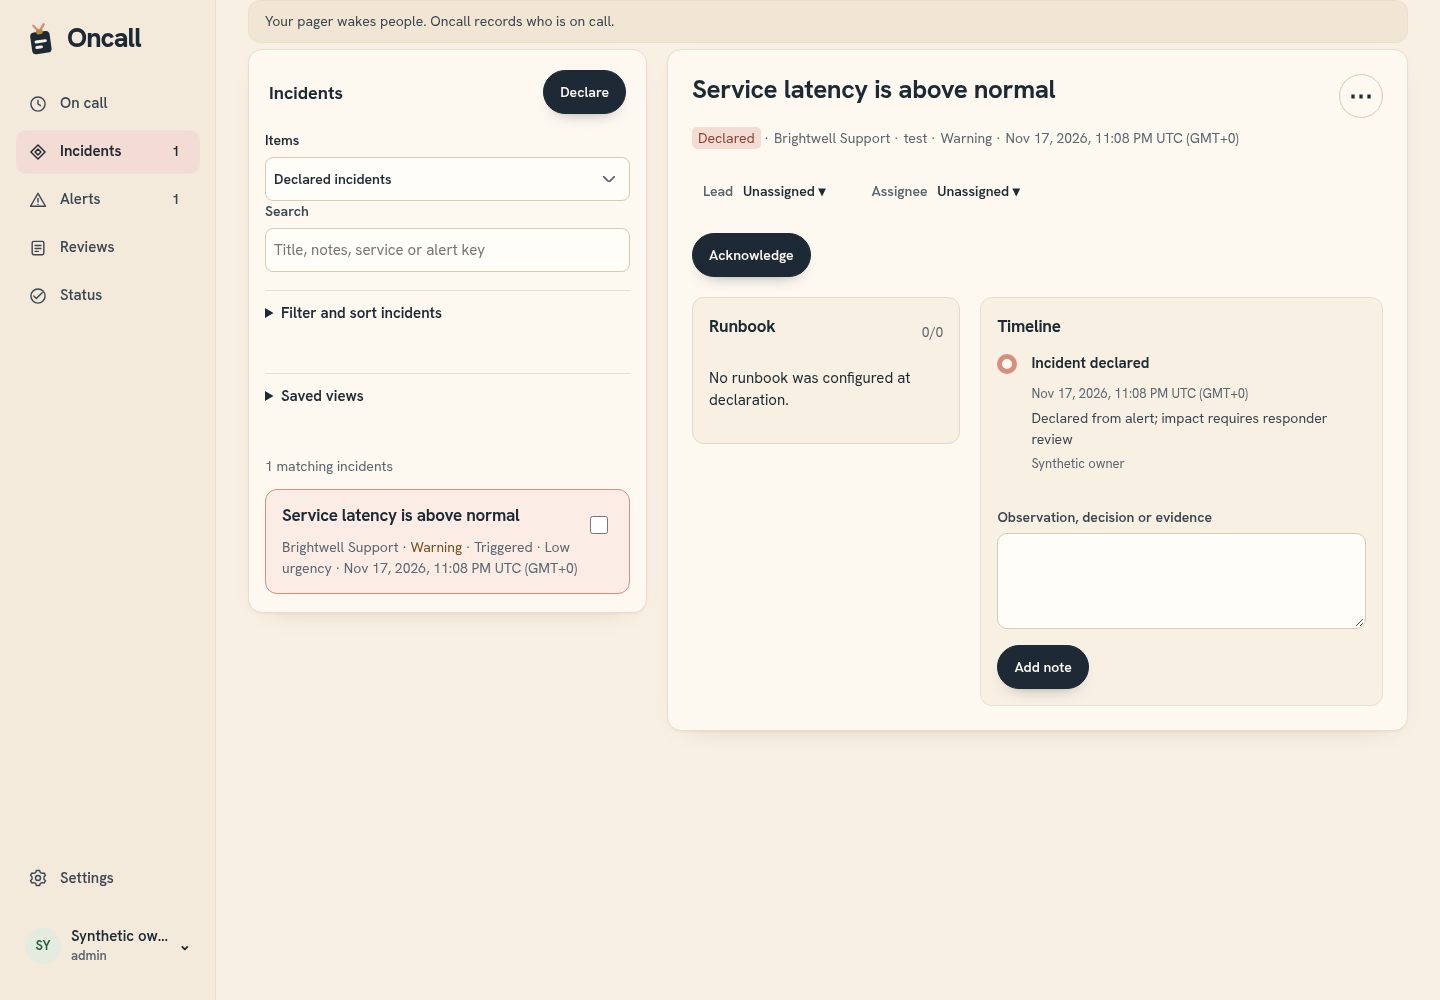 Oncall
On call
Incidents 1
Alerts 1
Reviews
Status
Settings
SY
Synthetic ow...
admin
Your pager wakes people. Oncall records who is on call.
Incidents
Declare
Items
Declared incidents
Search
Title, notes, service or alert key
Filter and sort incidents
Saved views
1 matching incidents
Service latency is above normal
Brightwell Support · Warning · Triggered · Low
urgency · Nov 17, 2026, 11:08 PM UTC (GMT+0)
Service latency is above normal
Declared · Brightwell Support · test · Warning · Nov 17, 2026, 11:08 PM UTC (GMT+0)
Lead Unassigned ▾ Assignee Unassigned ▾
Acknowledge
Runbook 0/0
No runbook was configured at
declaration.
Timeline
Incident declared
Nov 17, 2026, 11:08 PM UTC (GMT+0)
Declared from alert; impact requires responder
review
Synthetic owner
Observation, decision or evidence
Add note